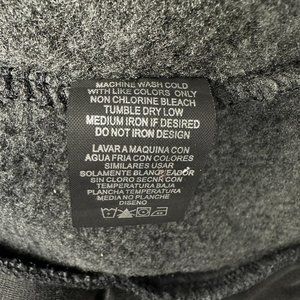 MACHINE WASH COLD
WITH LIKE COLORS ONLY
NON CHLORINE BLEACH
TUMBLE DRY LOW
MEDIUM IRON IF DESIRED
DO NOT IRON DESIGN
LAVAR A MAQUINA CON
AGUA FRIA CON COLORES
SIMILARES USAR
SOLAMENTE BLANQUEADOR
SIN CLORO SECAR CON
TEMPERATURA BAJA
PLANCHA TEMPERATURA
MEDIA NO PLANCHE
DISENO